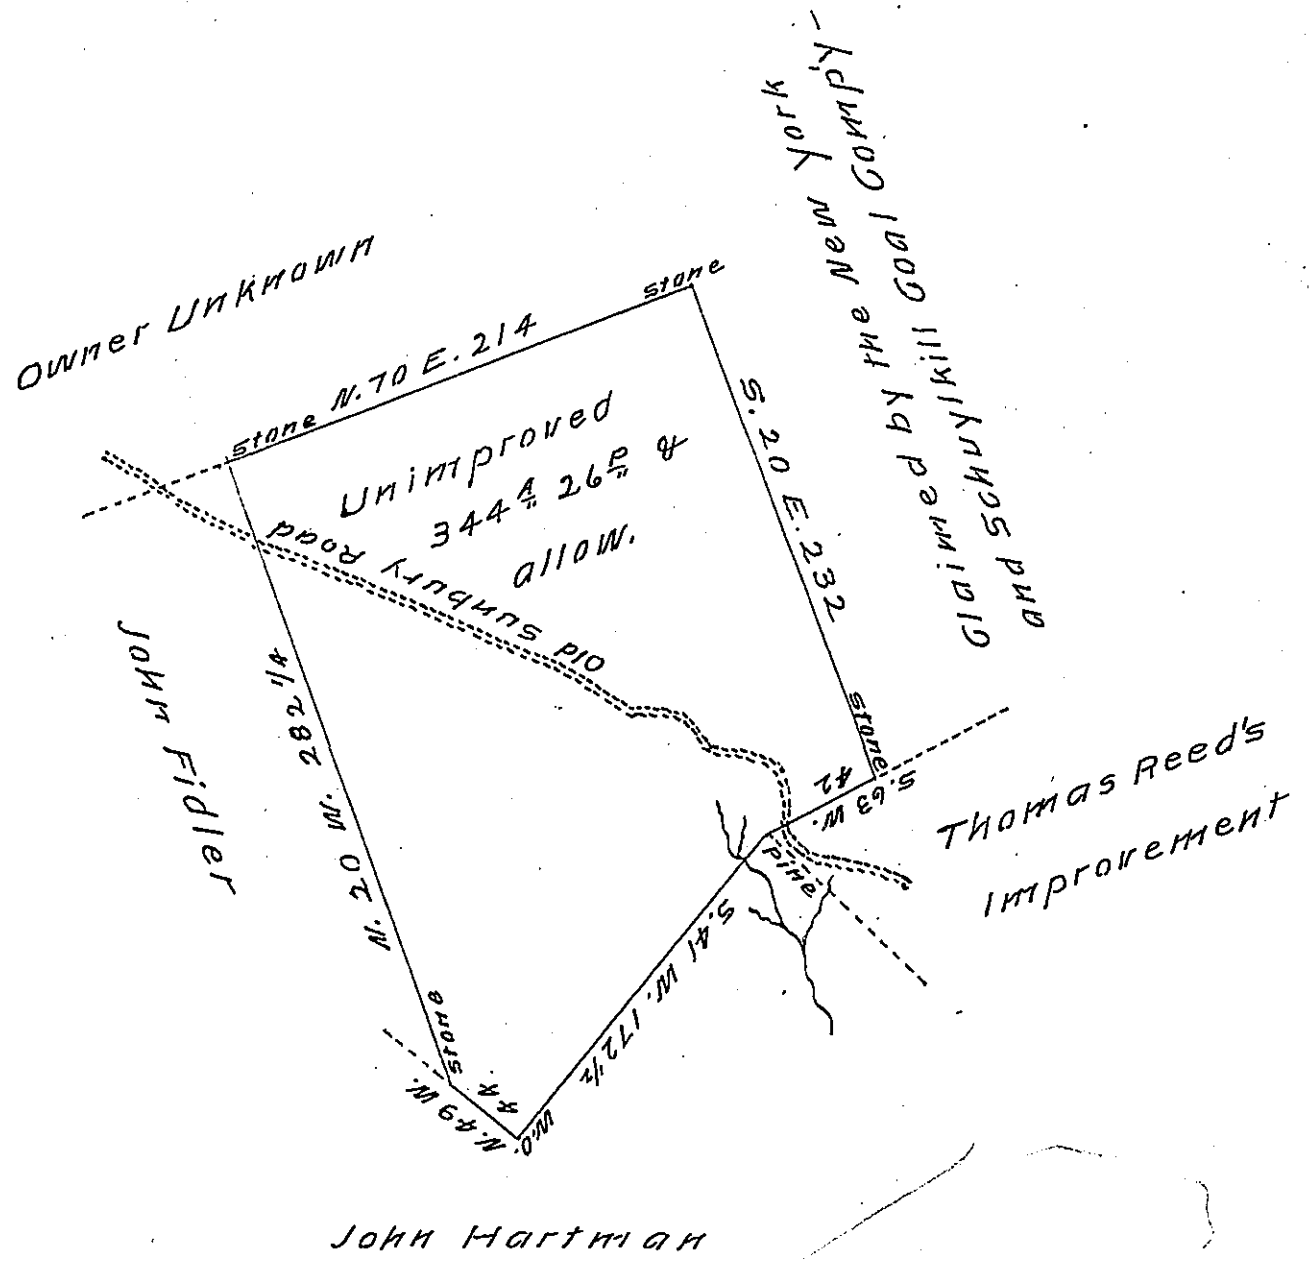 Owner Unknown
Claimed by the New York
and Schuylkill Coal Comp'y-
stone N. 70 E. 214
stone
S. 20 E. 232
stone
Unimproved
344 A 26 P &
allow.
Old Sunbury Road
S. 63 W.
42
Pine
Thomas Reed's
Improvement
S. 41 W. 172 1/2
W.O.
N. 49 W.
44
stone
N. 20 W. 282 1/4
John Fidler
John Hartman